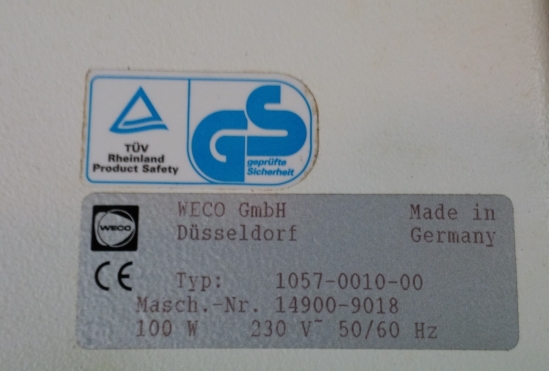 TÜV
Rheinland
Product Safety
GS
geprüfte
Sicherheit
WECO
WECO GmbH Made in
Düsseldorf Germany
CE
Typ: 1057-0010-00
Masch.-Nr. 14900-9018
100 W 230 V~ 50/60 Hz